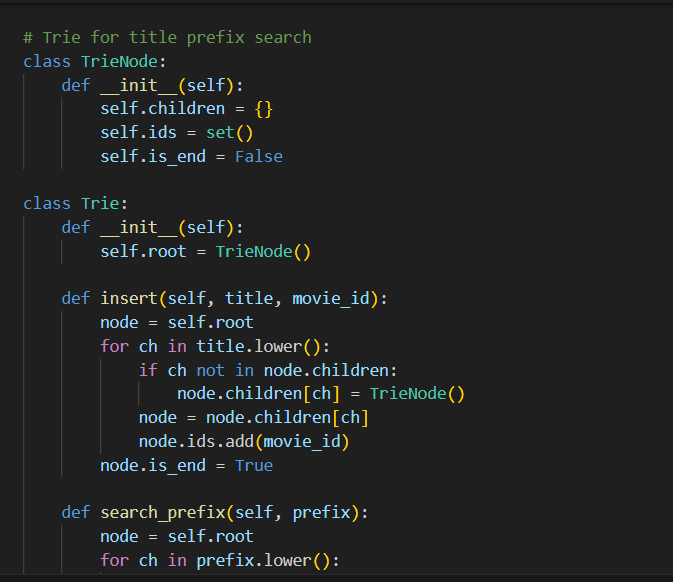 # Trie for title prefix search
class TrieNode:
    def __init__(self):
        self.children = {}
        self.ids = set()
        self.is_end = False

class Trie:
    def __init__(self):
        self.root = TrieNode()

    def insert(self, title, movie_id):
        node = self.root
        for ch in title.lower():
            if ch not in node.children:
                node.children[ch] = TrieNode()
            node = node.children[ch]
            node.ids.add(movie_id)
        node.is_end = True

    def search_prefix(self, prefix):
        node = self.root
        for ch in prefix.lower():